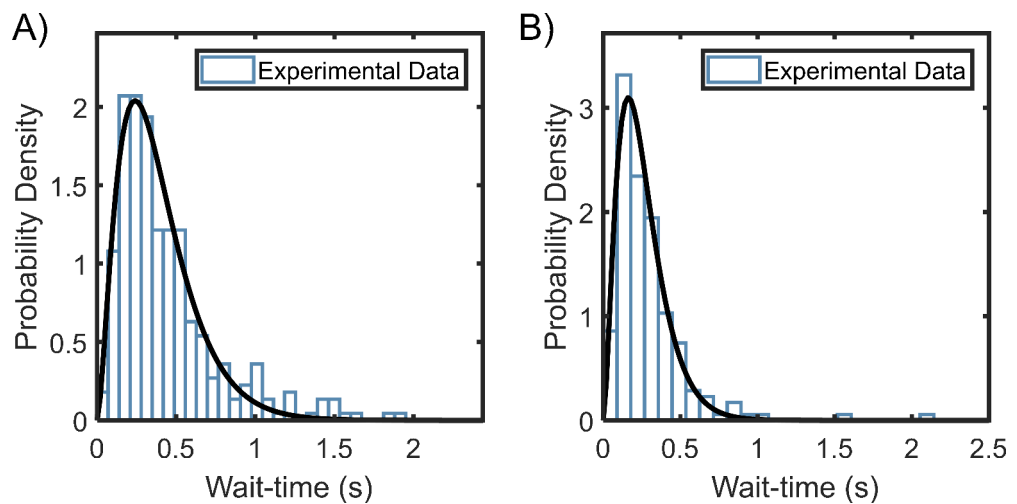 A)
Experimental Data
Probability Density
2
1.5
1
0.5
0
0 0.5 1 1.5 2
Wait-time (s)
B)
Experimental Data
Probability Density
3
2
1
0
0 0.5 1 1.5 2 2.5
Wait-time (s)